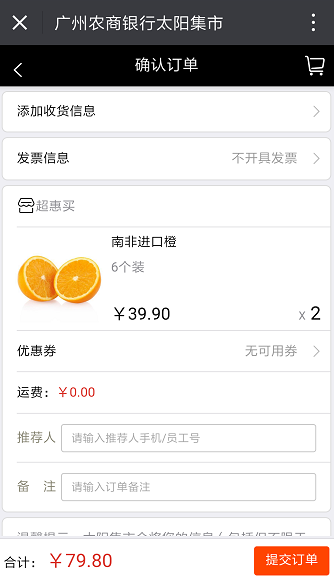 广州农商银行太阳集市
确认订单
添加收货信息
发票信息 不开具发票
超惠买
南非进口橙
6个装
￥39.90 x 2
优惠券 无可用券
运费：￥0.00
推荐人 请输入推荐人手机/员工号
备 注 请输入订单备注
合计： ￥79.80 提交订单